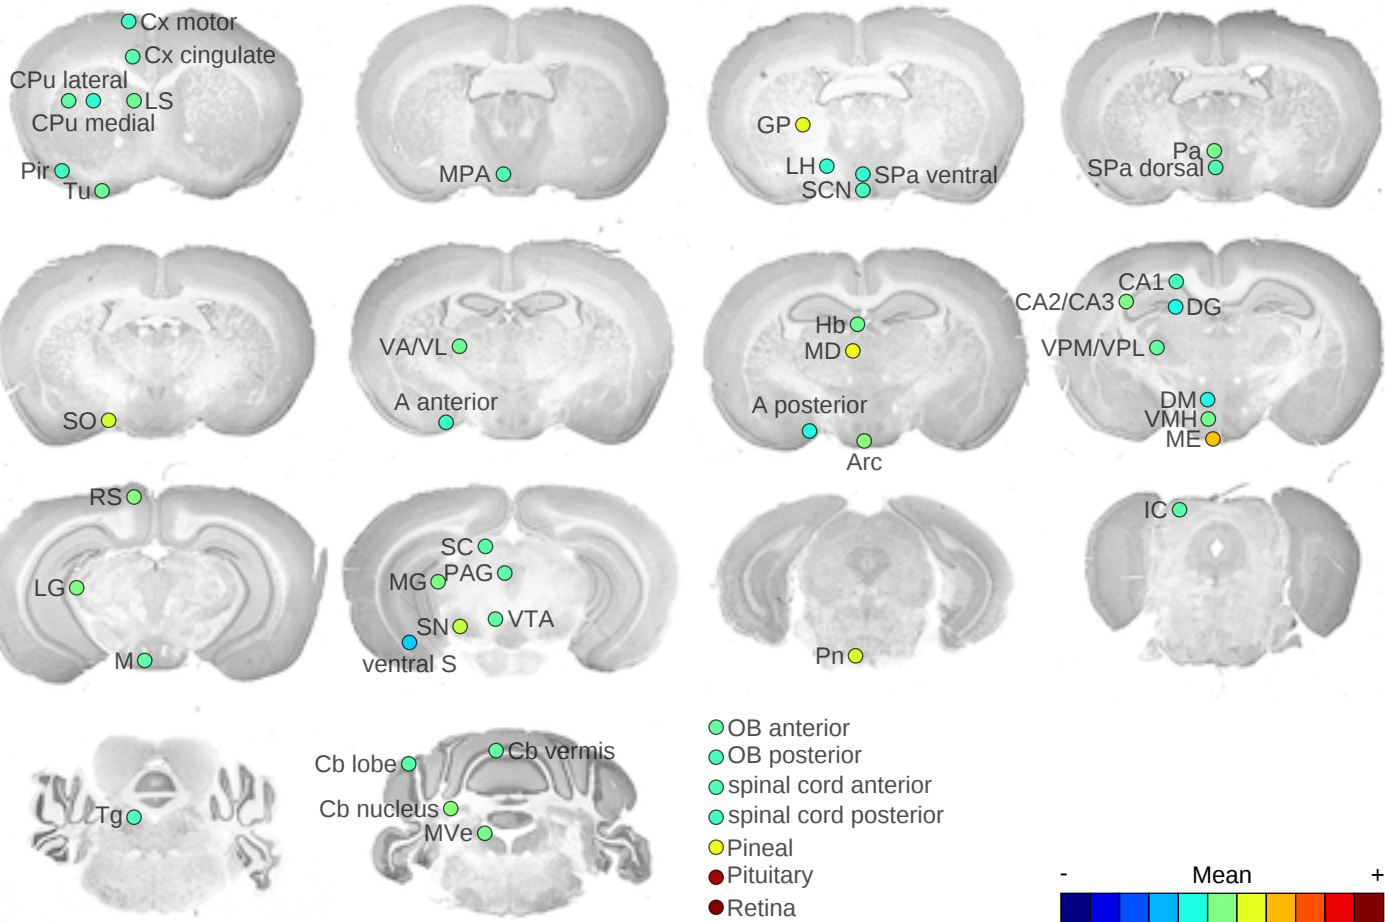 Cx motor
Cx cingulate
CPu lateral
LS
CPu medial
Pir
Tu
MPA
GP
LH
SPa ventral
SCN
Pa
SPa dorsal
SO
VA/VL
A anterior
Hb
MD
A posterior
Arc
CA1
CA2/CA3
DG
VPM/VPL
DM
VMH
ME
RS
LG
M
SC
PAG
MG
VTA
SN
ventral S
Pn
IC
Tg
Cb vermis
Cb lobe
Cb nucleus
MVe
OB anterior
OB posterior
spinal cord anterior
spinal cord posterior
Pineal
Pituitary
Retina
- Mean +